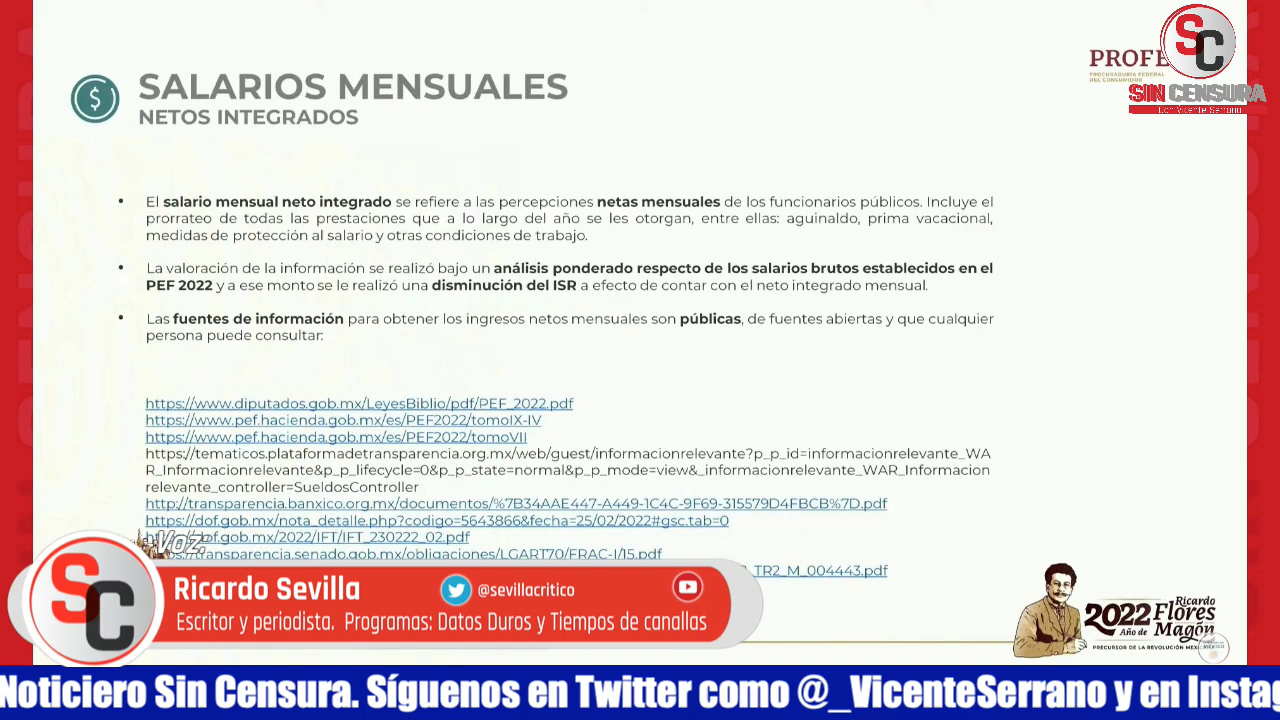 SALARIOS MENSUALES
NETOS INTEGRADOS
PROFE
PROCURADURÍA FEDERAL
DEL CONSUMIDOR
SC
SIN CENSURA
Con Vicente Serrano
• El salario mensual neto integrado se refiere a las percepciones netas mensuales de los funcionarios públicos. Incluye el
prorrateo de todas las prestaciones que a lo largo del año se les otorgan, entre ellas: aguinaldo, prima vacacional,
medidas de protección al salario y otras condiciones de trabajo.
• La valoración de la información se realizó bajo un análisis ponderado respecto de los salarios brutos establecidos en el
PEF 2022 y a ese monto se le realizó una disminución del ISR a efecto de contar con el neto integrado mensual.
• Las fuentes de información para obtener los ingresos netos mensuales son públicas, de fuentes abiertas y que cualquier
persona puede consultar:
https://www.diputados.gob.mx/LeyesBiblio/pdf/PEF_2022.pdf
https://www.pef.hacienda.gob.mx/es/PEF2022/tomoIX-IV
https://www.pef.hacienda.gob.mx/es/PEF2022/tomoVII
https://tematicos.plataformadetransparencia.org.mx/web/guest/informacionrelevante?p_p_id=informacionrelevante_WA
R_Informacionrelevante&p_p_lifecycle=0&p_p_state=normal&p_p_mode=view&_informacionrelevante_WAR_Informacion
relevante_controller=SueldosController
http://transparencia.banxico.org.mx/documentos/%7B34AAE447-A449-1C4C-9F69-315579D4FBCB%7D.pdf
https://dof.gob.mx/nota_detalle.php?codigo=5643866&fecha=25/02/2022#gsc.tab=0
dof.gob.mx/2022/IFT/IFT_230222_02.pdf
transparencia.senado.gob.mx/obligaciones/LGART70/FRAC-I/15.pdf
_TR2_M_004443.pdf
Voz:
SC
Ricardo Sevilla
@sevillacritico
Escritor y periodista. Programas: Datos Duros y Tiempos de canallas
2022 Ricardo
Flores
Año de Magón
PRECURSOR DE LA REVOLUCIÓN
Noticiero Sin Censura. Síguenos en Twitter como @_VicenteSerrano y en Instag